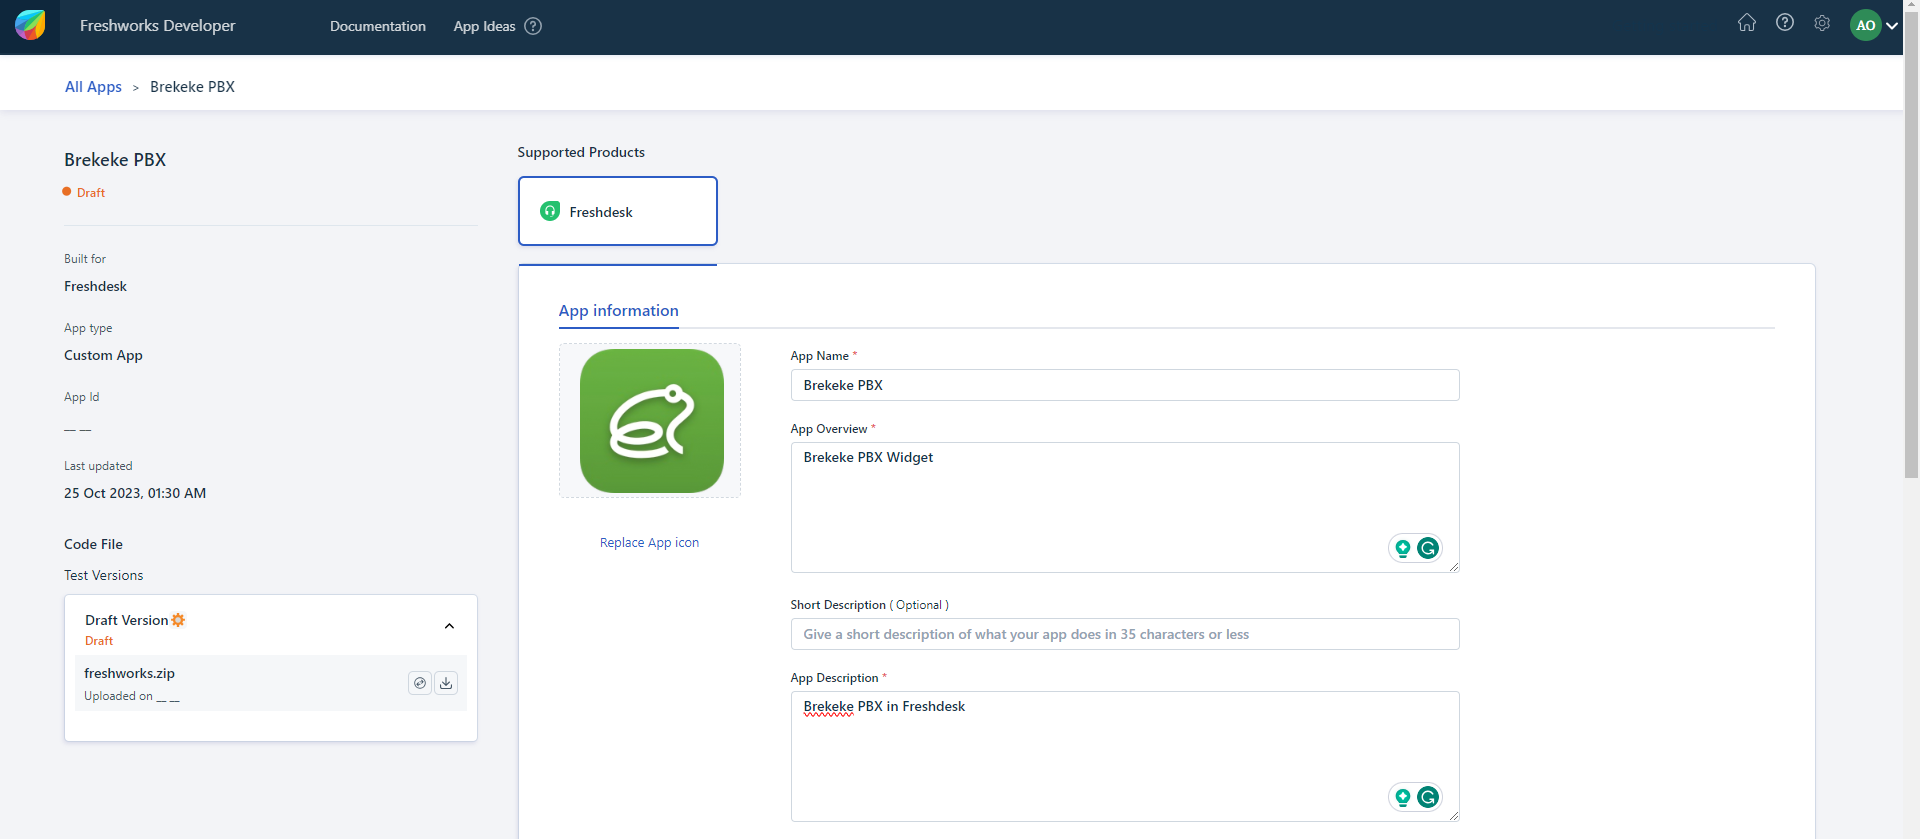 Freshworks Developer
Documentation
App Ideas
AO
All Apps > Brekeke PBX
Brekeke PBX
Draft
Built for
Freshdesk
App type
Custom App
App Id
__ __
Last updated
25 Oct 2023, 01:30 AM
Code File
Test Versions
Draft Version
Draft
freshworks.zip
Uploaded on __ __
Supported Products
Freshdesk
App information
Replace App icon
App Name *
Brekeke PBX
App Overview *
Brekeke PBX Widget
Short Description ( Optional )
Give a short description of what your app does in 35 characters or less
App Description *
Brekeke PBX in Freshdesk